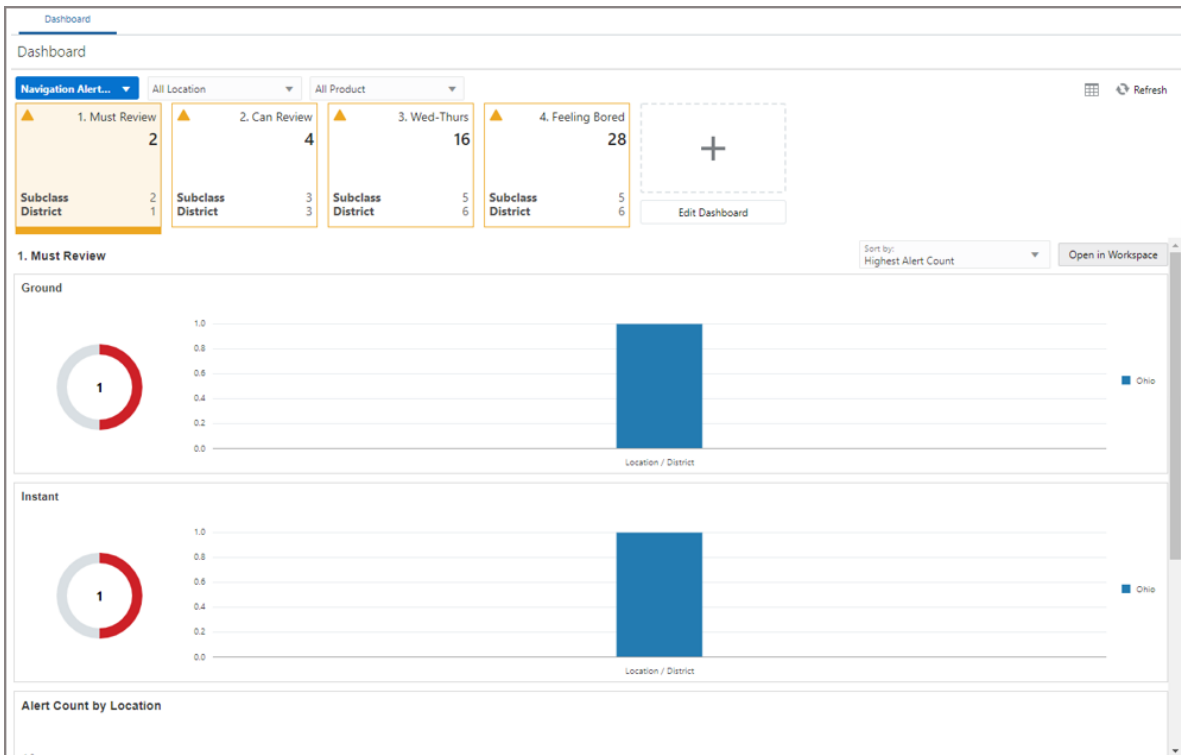 Dashboard
Dashboard
Navigation Alert... All Location All Product Refresh
1. Must Review
2
Subclass 2
District 1
2. Can Review
4
Subclass 3
District 3
3. Wed-Thurs
16
Subclass 5
District 6
4. Feeling Bored
28
Subclass 5
District 6
+
Edit Dashboard
1. Must Review
Sort by:
Highest Alert Count
Open in Workspace
Ground
1
1.0
0.8
0.6
0.4
0.2
0.0
Location / District
Ohio
Instant
1
1.0
0.8
0.6
0.4
0.2
0.0
Location / District
Ohio
Alert Count by Location